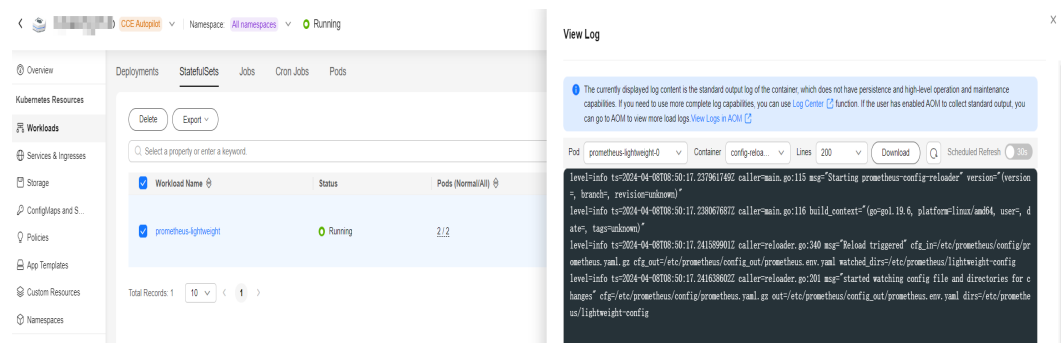 CCE Autopilot Namespace: All namespaces Running
Overview
Kubernetes Resources
Workloads
Services & Ingresses
Storage
ConfigMaps and S...
Policies
App Templates
Custom Resources
Namespaces
Deployments StatefulSets Jobs Cron Jobs Pods
Delete Export
Select a property or enter a keyword.
Workload Name Status Pods (Normal/All)
prometheus-lightweight Running 2/2
Total Records: 1 10 < 1 >
View Log X
The currently displayed log content is the standard output log of the container, which does not have persistence and high-level operation and maintenance
capabilities. If you need to use more complete log capabilities, you can use Log Center function. If the user has enabled AOM to collect standard output, you
can go to AOM to view more load logs.View Logs in AOM
Pod prometheus-lightweight-0 Container config-reloa... Lines 200 Download Scheduled Refresh 30s
level=info ts=2024-04-08T08:50:17.237961749Z caller=main.go:115 msg="Starting prometheus-config-reloader" version="(version
=, branch=, revision=unknown)"
level=info ts=2024-04-08T08:50:17.238067687Z caller=main.go:116 build_context="(go=go1.19.6, platform=linux/amd64, user=, d
ate=, tags=unknown)"
level=info ts=2024-04-08T08:50:17.241589901Z caller=reloader.go:340 msg="Reload triggered" cfg_in=/etc/prometheus/config/pr
ometheus.yaml.gz cfg_out=/etc/prometheus/config_out/prometheus.env.yaml watched_dirs=/etc/prometheus/lightweight-config
level=info ts=2024-04-08T08:50:17.241638602Z caller=reloader.go:201 msg="started watching config file and directories for c
hanges" cfg=/etc/prometheus/config/prometheus.yaml.gz out=/etc/prometheus/config_out/prometheus.env.yaml dirs=/etc/promethe
us/lightweight-config